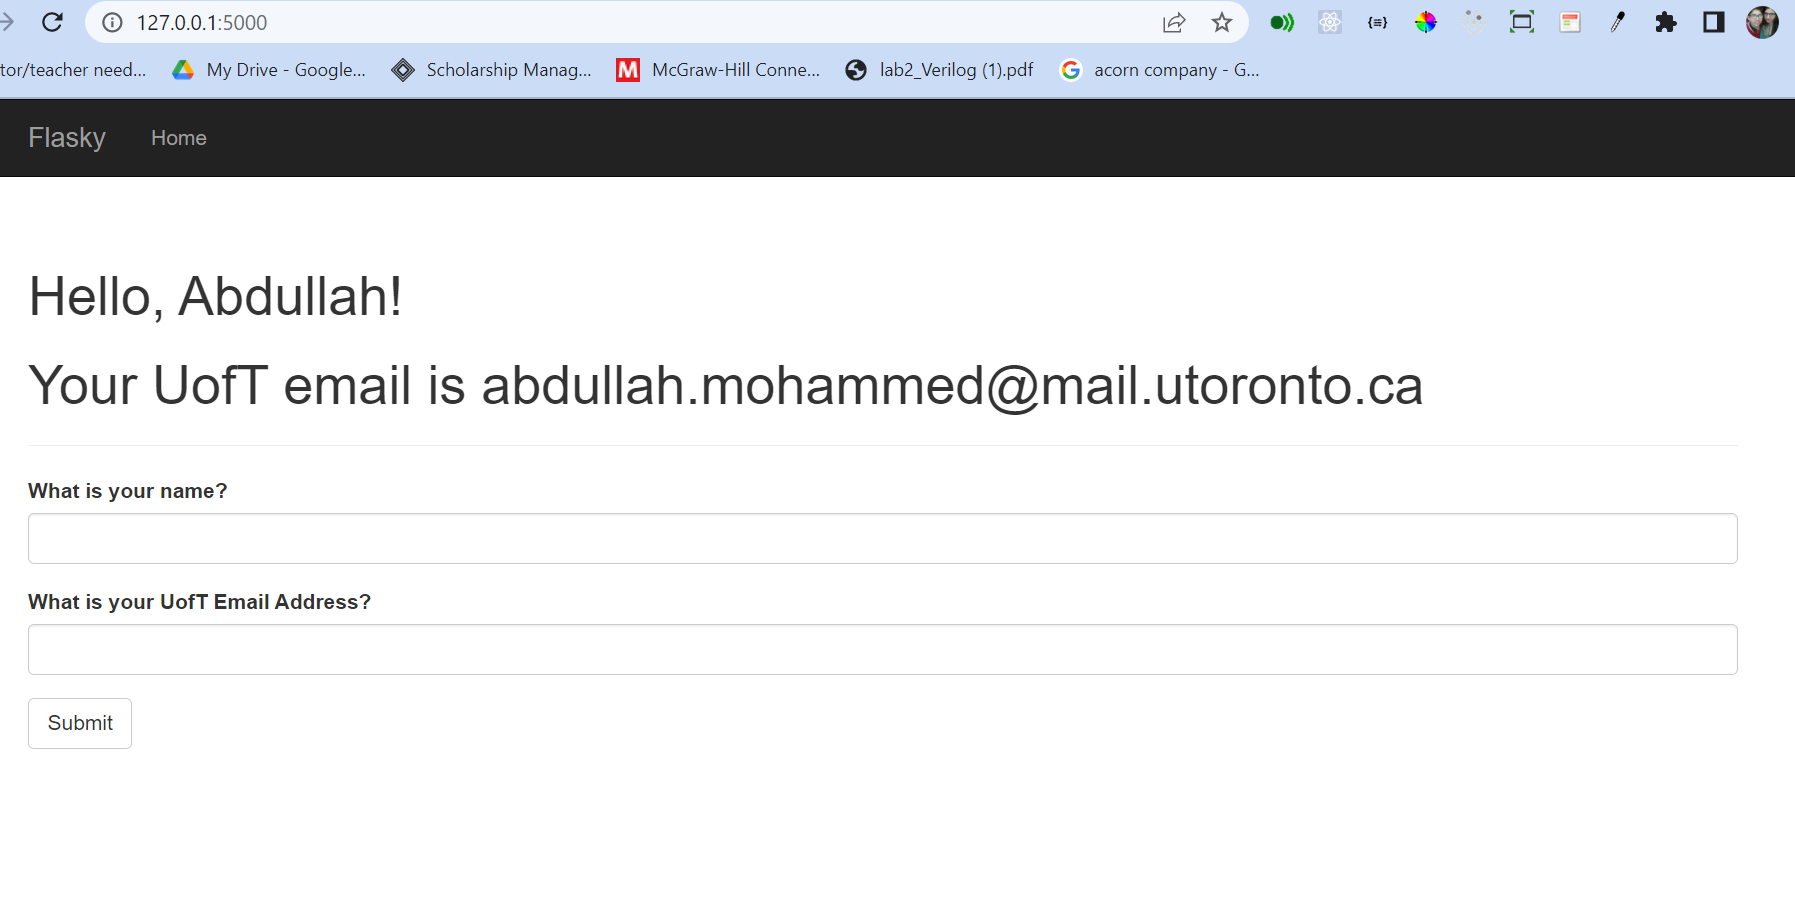 127.0.0.1:5000
tor/teacher need... My Drive - Google... Scholarship Manag... M McGraw-Hill Conne... lab2_Verilog (1).pdf G acorn company - G...
Flasky Home
Hello, Abdullah!
Your UofT email is abdullah.mohammed@mail.utoronto.ca
What is your name?
What is your UofT Email Address?
Submit